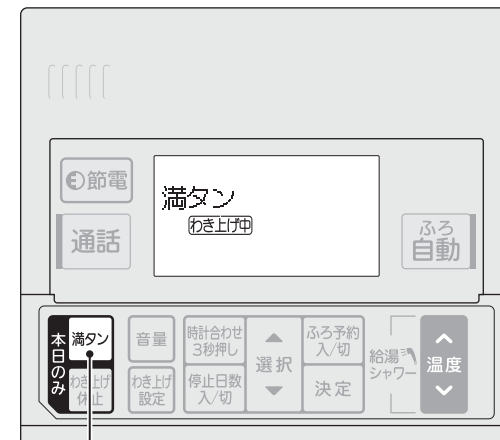 節電
通話
満タン
わき上げ中
ふろ
自動
本日のみ
満タン
わき上げ
休止
音量
わき上げ
設定
時計合わせ
3秒押し
停止日数
入/切
選択
ふろ予約
入/切
決定
給湯
シャワー
温度